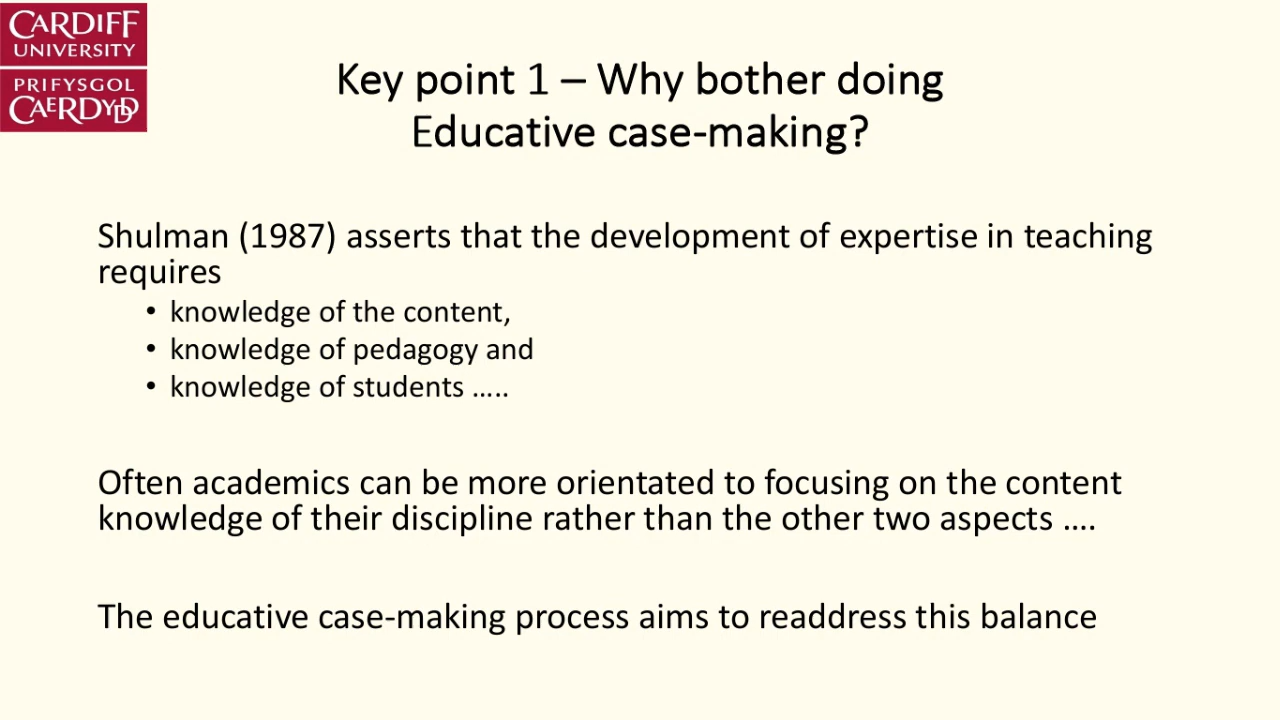 CARDIFF
UNIVERSITY
PRIFYSGOL
CAERDYDD
Key point 1 – Why bother doing
Educative case-making?
Shulman (1987) asserts that the development of expertise in teaching
requires
• knowledge of the content,
• knowledge of pedagogy and
• knowledge of students …..
Often academics can be more orientated to focusing on the content
knowledge of their discipline rather than the other two aspects ….
The educative case-making process aims to readdress this balance